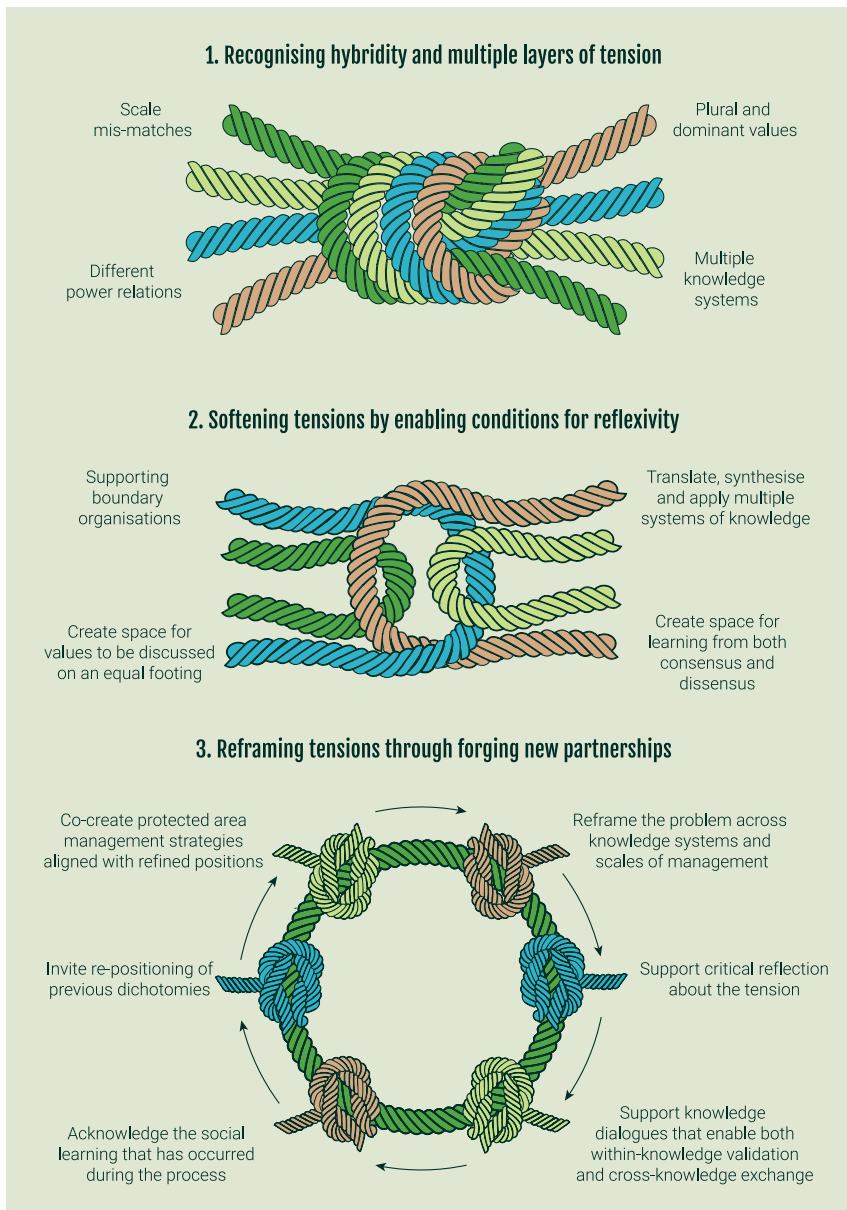 1. Recognising hybridity and multiple layers of tension
Scale
mis-matches
Plural and
dominant values
Different
power relations
Multiple
knowledge
systems
2. Softening tensions by enabling conditions for reflexivity
Supporting
boundary
organisations
Translate, synthesise
and apply multiple
systems of knowledge
Create space for
values to be discussed
on an equal footing
Create space for
learning from both
consensus and
dissensus
3. Reframing tensions through forging new partnerships
Co-create protected area
management strategies
aligned with refined positions
Reframe the problem across
knowledge systems and
scales of management
Invite re-positioning of
previous dichotomies
Support critical reflection
about the tension
Acknowledge the social
learning that has occurred
during the process
Support knowledge
dialogues that enable both
within-knowledge validation
and cross-knowledge exchange